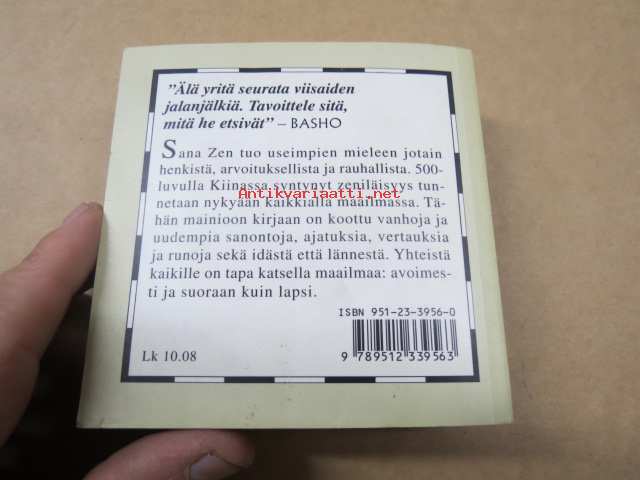 "Älä yritä seurata viisaiden
jalanjälkiä. Tavoittele sitä,
mitä he etsivät" – BASHO
Sana Zen tuo useimpien mieleen jotain
henkistä, arvoituksellista ja rauhallista. 500-
luvulla Kiinassa syntynyt zeniläisyys tun-
Antikvariaatti.net
netaan nykyään kaikkialla maailmassa. Tä-
hän mainioon kirjaan on koottu vanhoja ja
uudempia sanontoja, ajatuksia, vertauksia
ja runoja sekä idästä että lännestä. Yhteistä
kaikille on tapa katsella maailmaa: avoimes-
ti ja suoraan kuin lapsi.
ISBN 951-23-3956-0
Lk 10.08
9 789512 339563